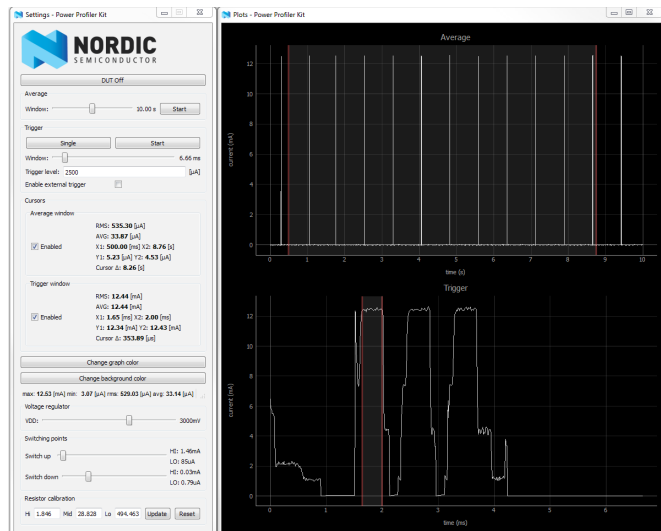 Settings - Power Profiler Kit
NORDIC
SEMICONDUCTOR
DUT Off
Average
Window: 10.00 s Start
Trigger
Single Start
Window: 6.66 ms
Trigger level: 2500 [µA]
Enable external trigger
Cursors
Average window
RMS: 535.30 [µA]
AVG: 33.87 [µA]
Enabled X1: 500.00 [ms] X2: 8.76 [s]
Y1: 5.23 [µA] Y2: 4.53 [µA]
Cursor Δ: 8.26 [s]
Trigger window
RMS: 12.44 [mA]
AVG: 12.44 [mA]
Enabled X1: 1.65 [ms] X2: 2.00 [ms]
Y1: 12.34 [mA] Y2: 12.43 [mA]
Cursor Δ: 353.89 [µs]
Change graph color
Change background color
max: 12.53 [mA] min: 3.07 [µA] rms: 529.03 [µA] avg: 33.14 [µA]
Voltage regulator
VDD: 3000mV
Switching points
Switch up HI: 1.46mA
LO: 85uA
Switch down HI: 0.03mA
LO: 0.79uA
Resistor calibration
Hi 1.846 Mid 28.828 Lo 494.463 Update Reset
Plots - Power Profiler Kit
Average
12
10
8
6
4
2
0
current (mA)
0 1 2 3 4 5 6 7 8 9 10
time (s)
Trigger
12
10
8
6
4
2
0
current (mA)
0 1 2 3 4 5 6
time (ms)